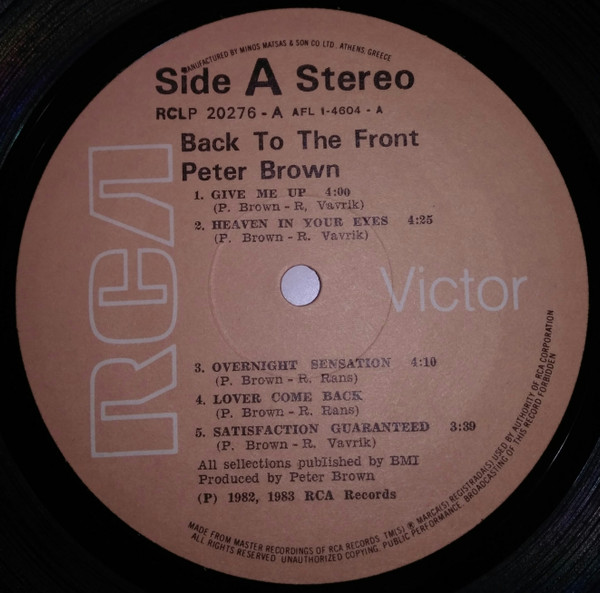 MANUFACTURED BY MINOS MATSAS & SON CO LTD. ATHENS, GREECE
Side A Stereo
RCLP 20276 - A AFL 1-4604 - A
Back To The Front
Peter Brown
1. GIVE ME UP 4:00
(P. Brown - R, Vavrik)
2. HEAVEN IN YOUR EYES 4:25
(P. Brown - R. Vavrik)
RCA
Victor
3. OVERNIGHT SENSATION 4:10
(P. Brown - R. Rans)
4. LOVER COME BACK
(P. Brown - R. Rans)
5. SATISFACTION GUARANTEED 3:39
(P. Brown - R. Vavrik)
All sellections published by BMI
Produced by Peter Brown
(P) 1982, 1983 RCA Records
MADE FROM MASTER RECORDINGS OF RCA RECORDS TM(S) ® MARCA(S) REGISTRADA(S) USED BY AUTHORITY OF RCA CORPORATION
ALL RIGHTS RESERVED UNAUTHORIZED COPYING, PUBLIC PERFORMANCE, BROADCASTING OF THIS RECORD FORBIDDEN